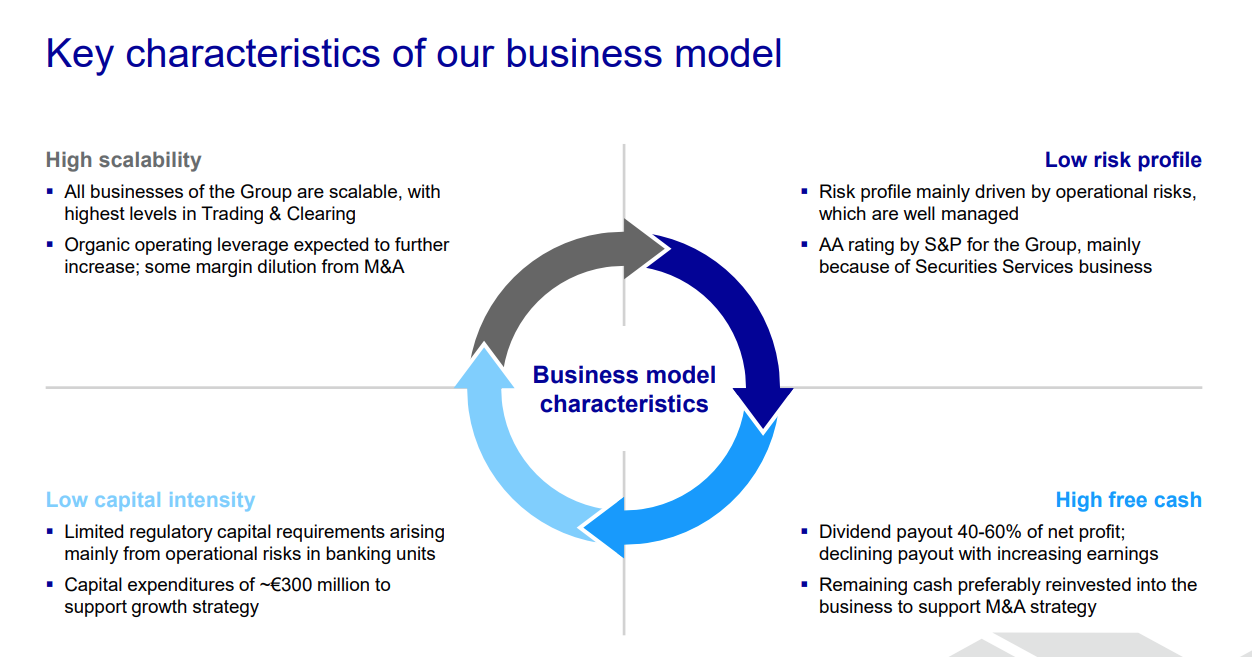 Key characteristics of our business model
High scalability
▪ All businesses of the Group are scalable, with
highest levels in Trading & Clearing
▪ Organic operating leverage expected to further
increase; some margin dilution from M&A
Low risk profile
▪ Risk profile mainly driven by operational risks,
which are well managed
▪ AA rating by S&P for the Group, mainly
because of Securities Services business
Business model
characteristics
Low capital intensity
▪ Limited regulatory capital requirements arising
mainly from operational risks in banking units
▪ Capital expenditures of ~€300 million to
support growth strategy
High free cash
▪ Dividend payout 40-60% of net profit;
declining payout with increasing earnings
▪ Remaining cash preferably reinvested into the
business to support M&A strategy